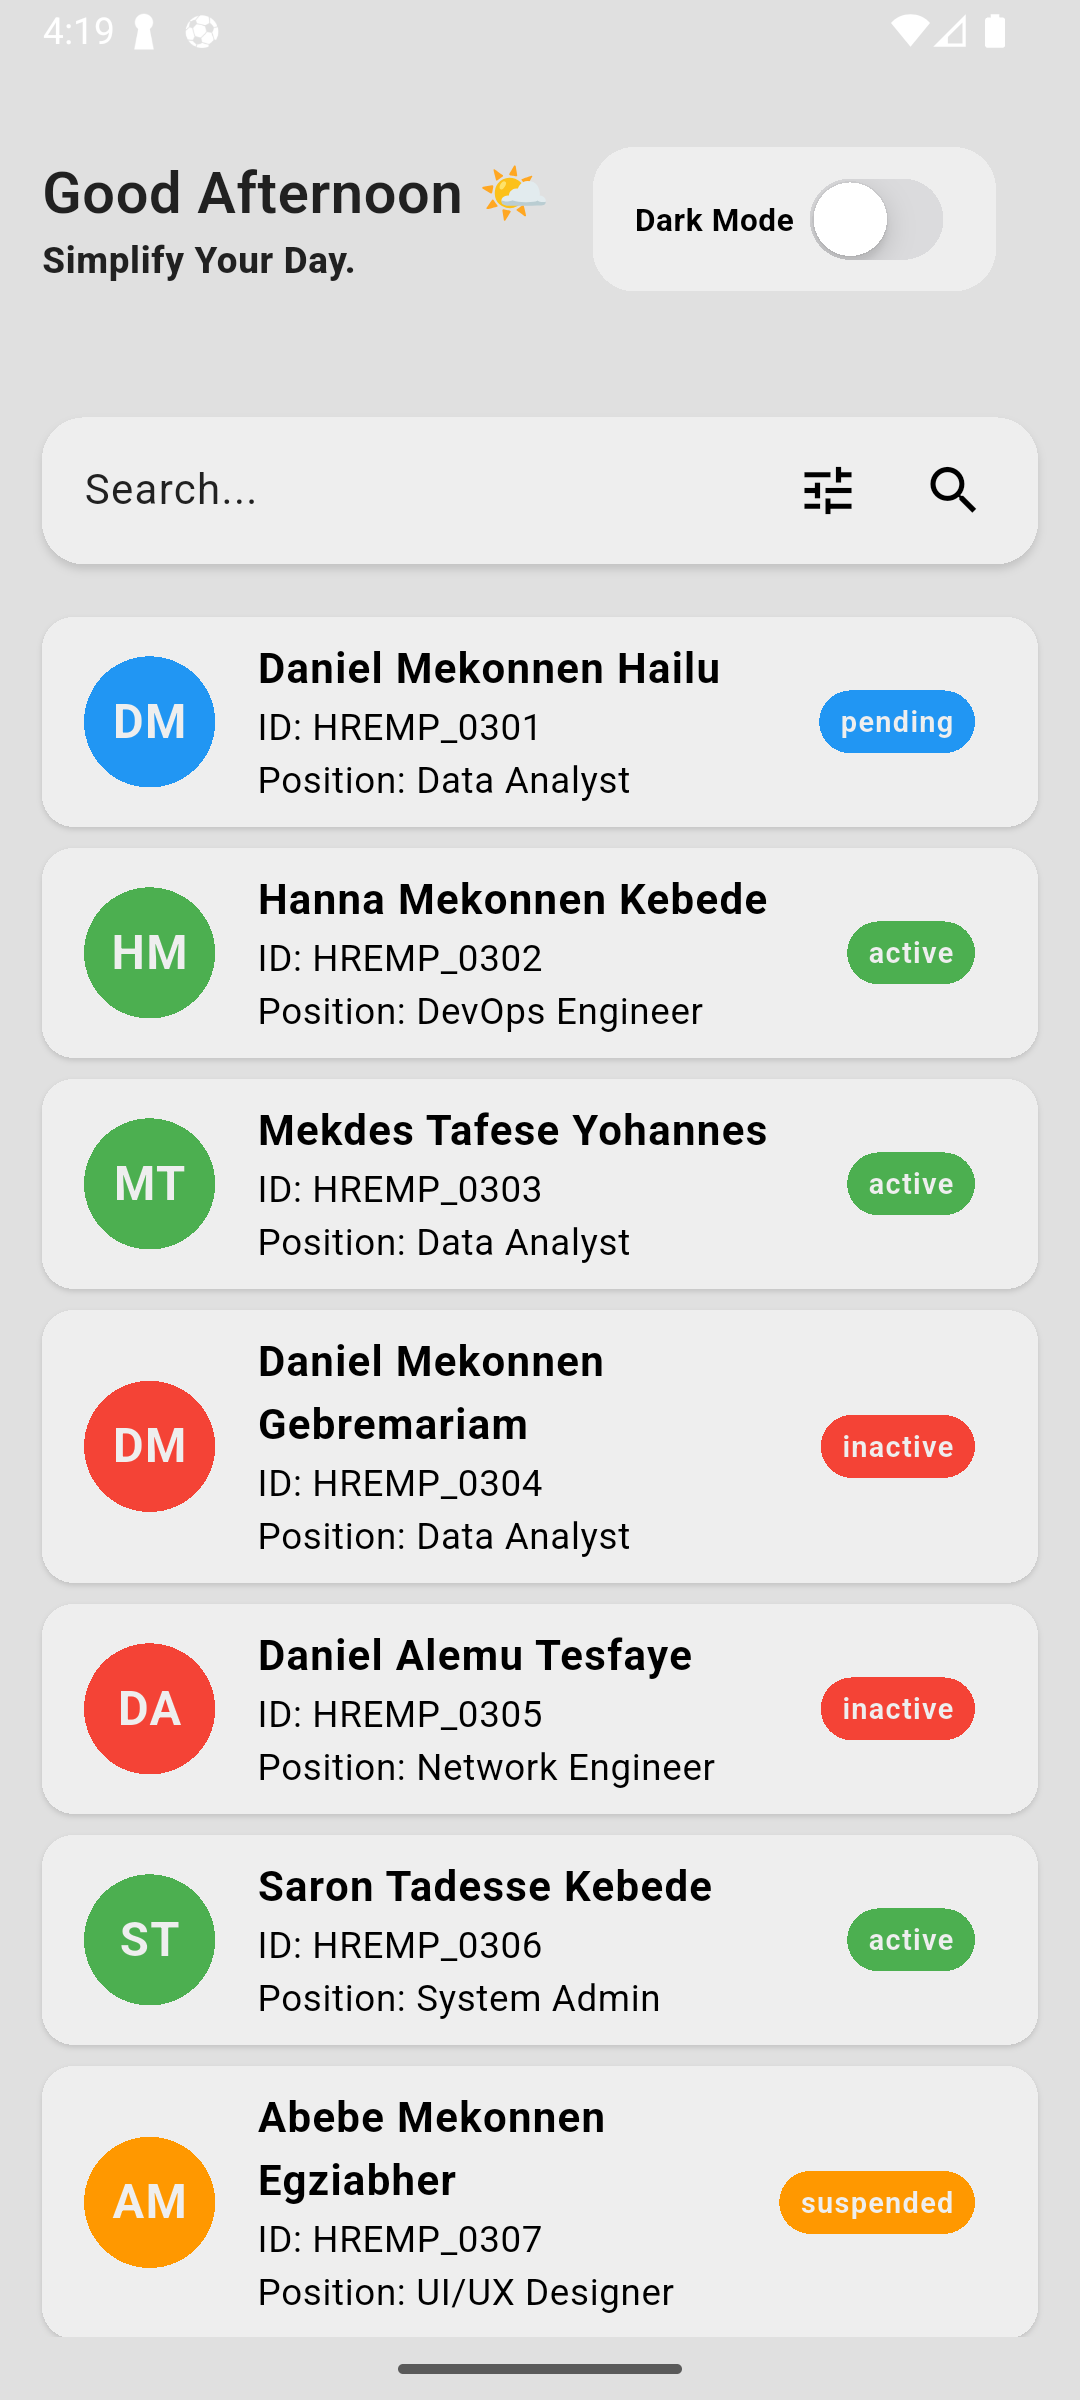 4:19
Good Afternoon 🌤️
Simplify Your Day.
Dark Mode
Search...
DM
Daniel Mekonnen Hailu
ID: HREMP_0301
Position: Data Analyst
pending
HM
Hanna Mekonnen Kebede
ID: HREMP_0302
Position: DevOps Engineer
active
MT
Mekdes Tafese Yohannes
ID: HREMP_0303
Position: Data Analyst
active
DM
Daniel Mekonnen
Gebremariam
ID: HREMP_0304
Position: Data Analyst
inactive
DA
Daniel Alemu Tesfaye
ID: HREMP_0305
Position: Network Engineer
inactive
ST
Saron Tadesse Kebede
ID: HREMP_0306
Position: System Admin
active
AM
Abebe Mekonnen
Egziabher
ID: HREMP_0307
Position: UI/UX Designer
suspended